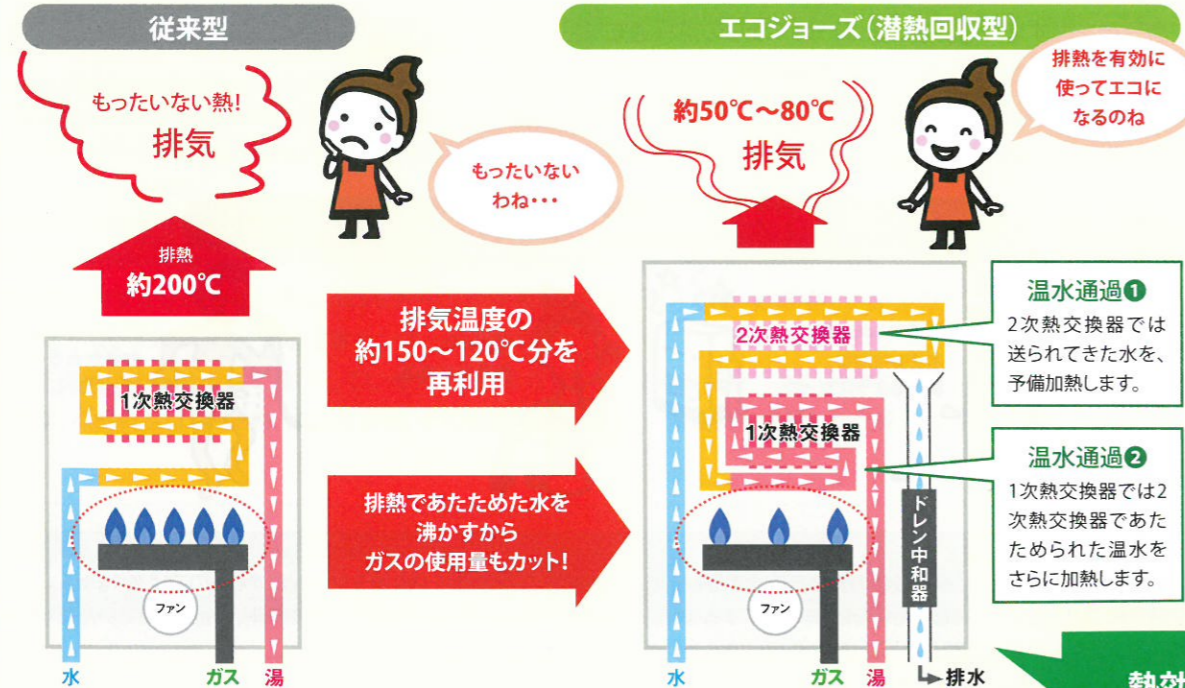 従来型
もったいない熱!
排気
もったいない
わね・・・
排熱
約200℃
1次熱交換器
ファン
水
ガス
湯
排気温度の
約150〜120℃分を
再利用
排熱であたためた水を
沸かすから
ガスの使用量もカット!
エコジョーズ(潜熱回収型)
約50℃〜80℃
排気
排熱を有効に
使ってエコに
なるのね
2次熱交換器
1次熱交換器
ドレン中和器
ファン
水
ガス
湯
排水
温水通過❶
2次熱交換器では
送られてきた水を、
予備加熱します。
温水通過❷
1次熱交換器では2
次熱交換器であた
ためられた温水を
さらに加熱します。